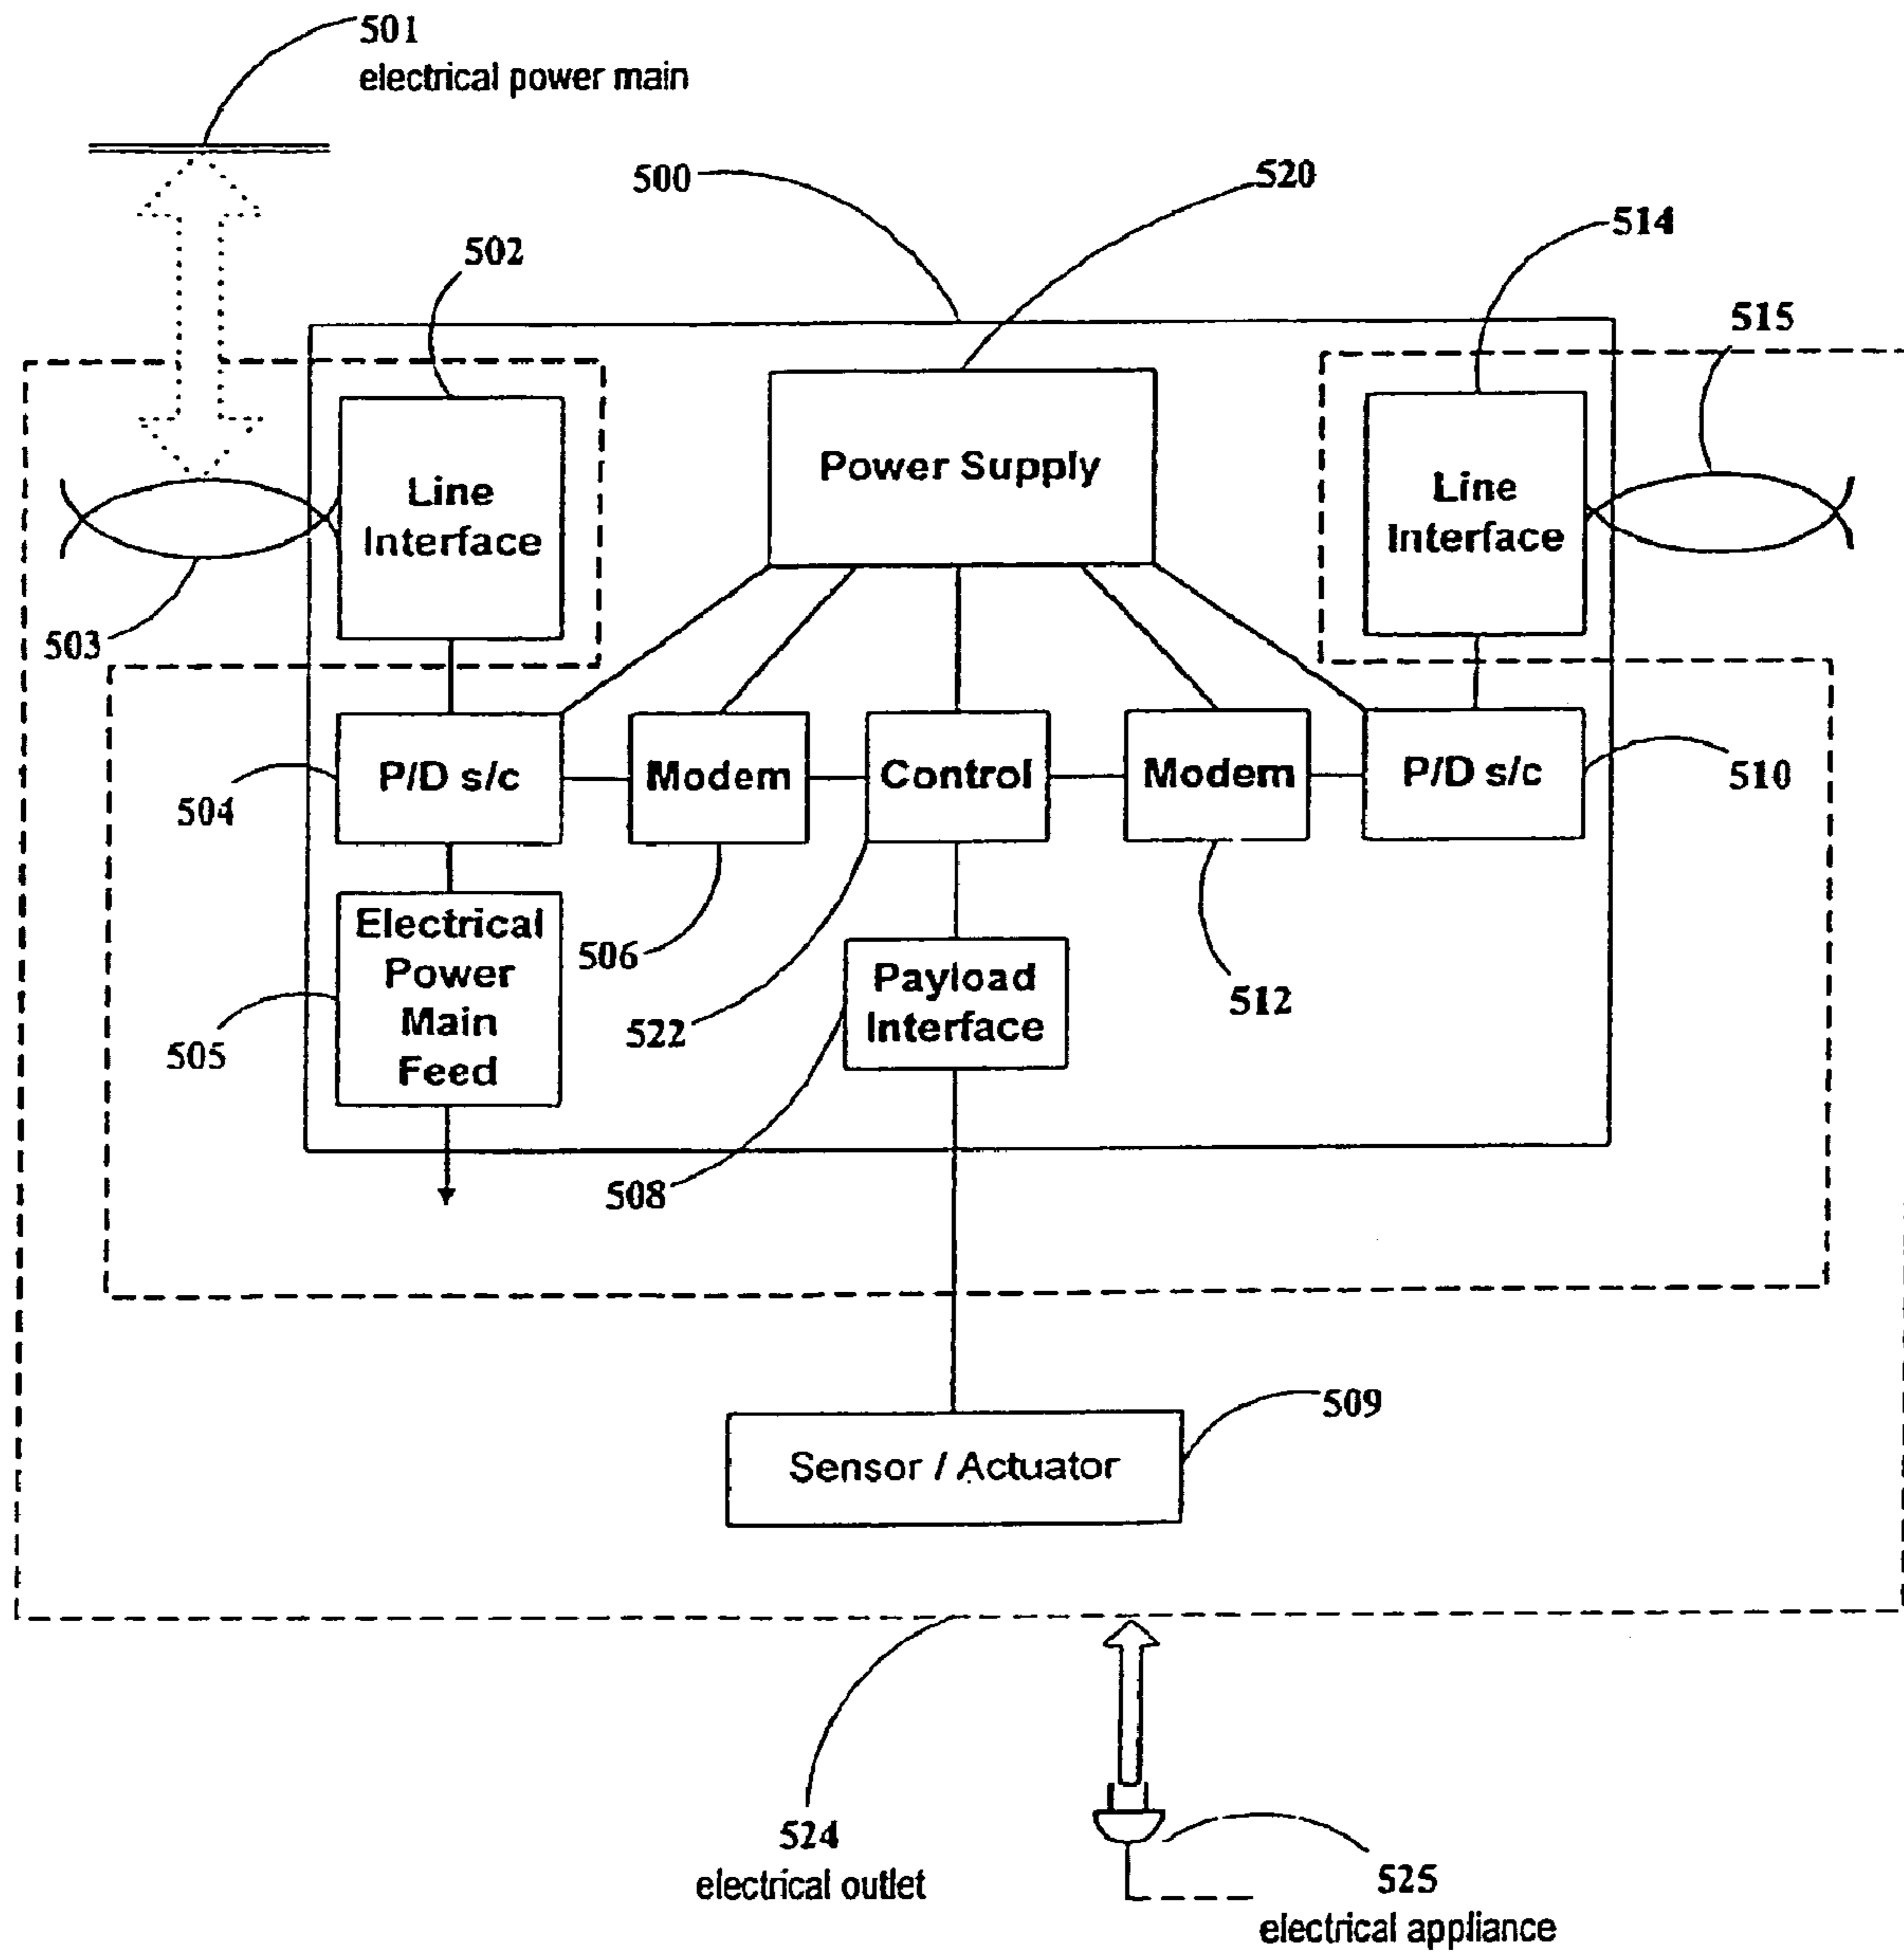 501
electrical power main
500
520
514
502
515
Line
Interface
Power Supply
Line
Interface
503
P/D s/c
Modem
Control
Modem
P/D s/c
504
510
Electrical
Power
Main
Feed
506
Payload
Interface
512
522
505
508
509
Sensor / Actuator
524
electrical outlet
525
electrical appliance